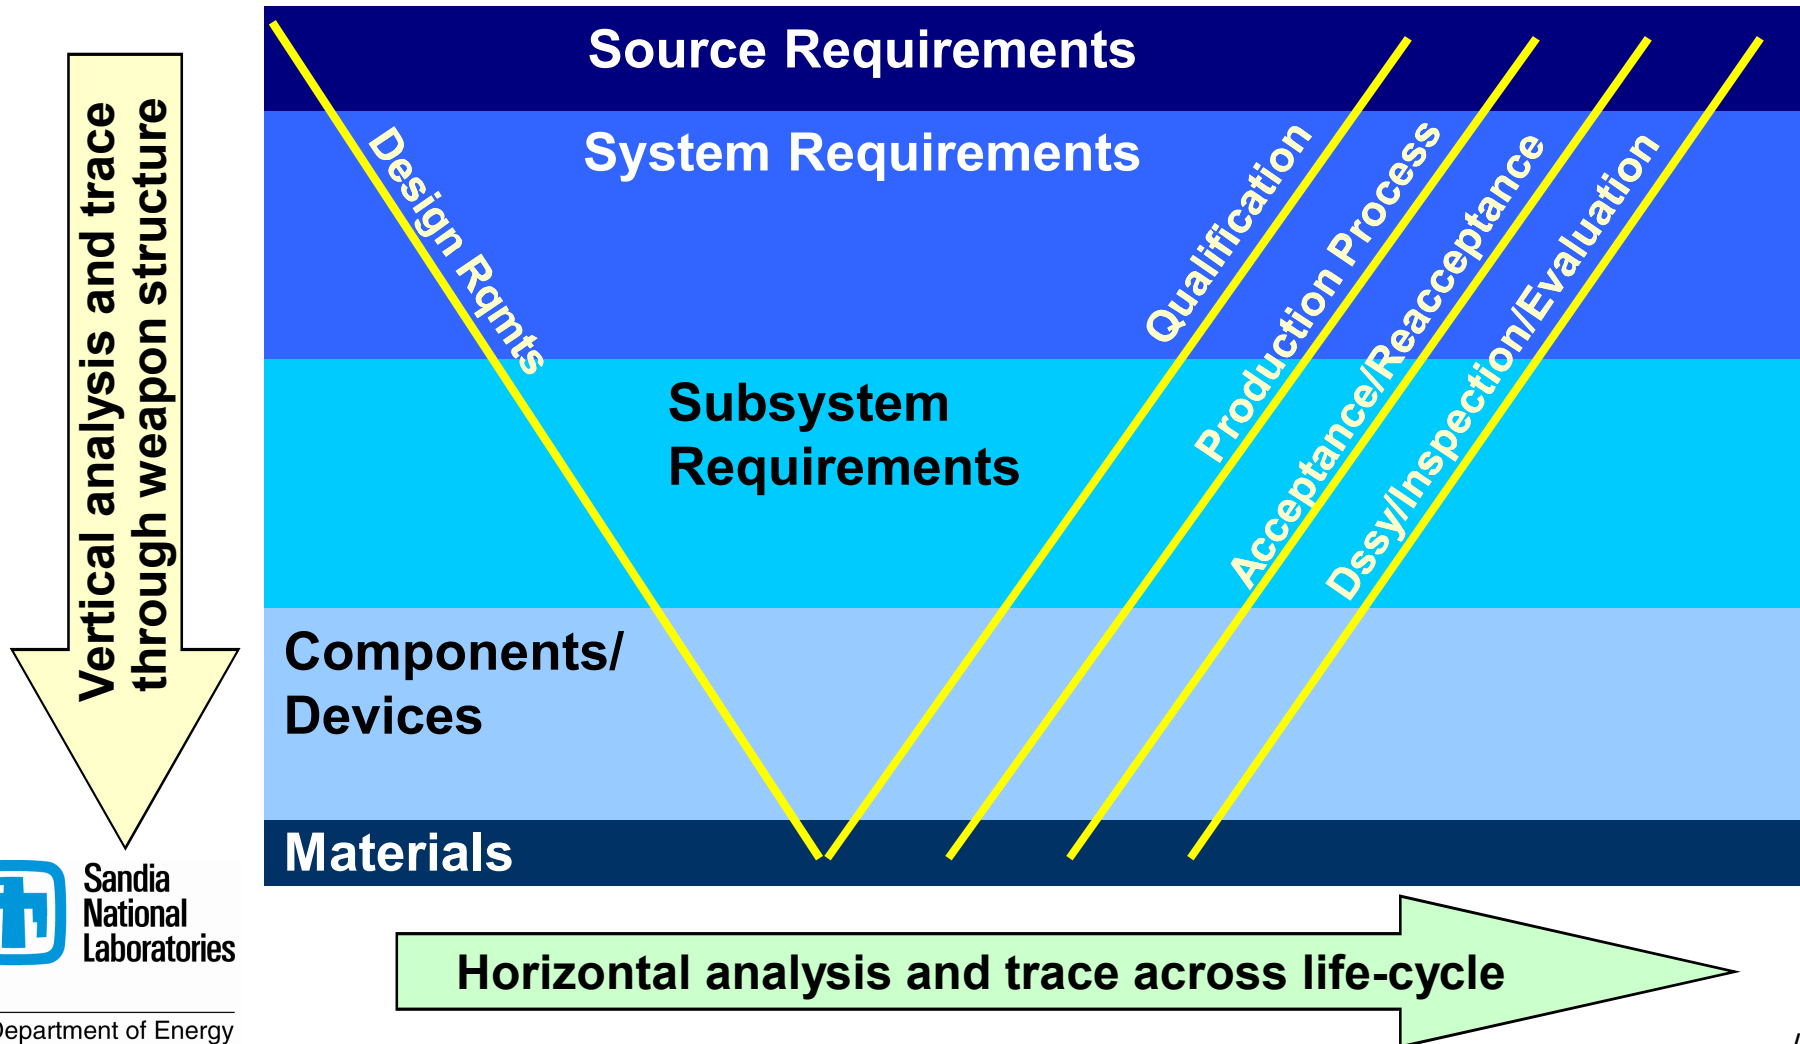 Source Requirements
System Requirements
Subsystem
Requirements
Components/
Devices
Materials
Design Rqmts
Qualification
Production Process
Acceptance/Reacceptance
Dssy/Inspection/Evaluation
Vertical analysis and trace
through weapon structure
Horizontal analysis and trace across life-cycle
Sandia
National
Laboratories
Department of Energy